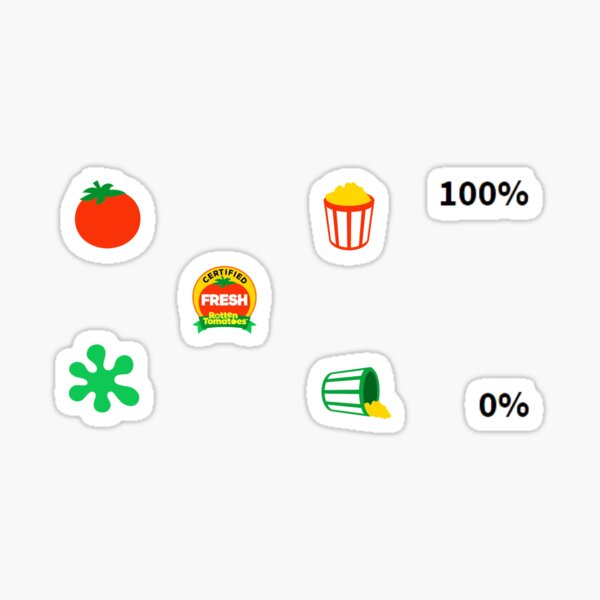 100%
CERTIFIED
FRESH
Rotten
Tomatoes
0%